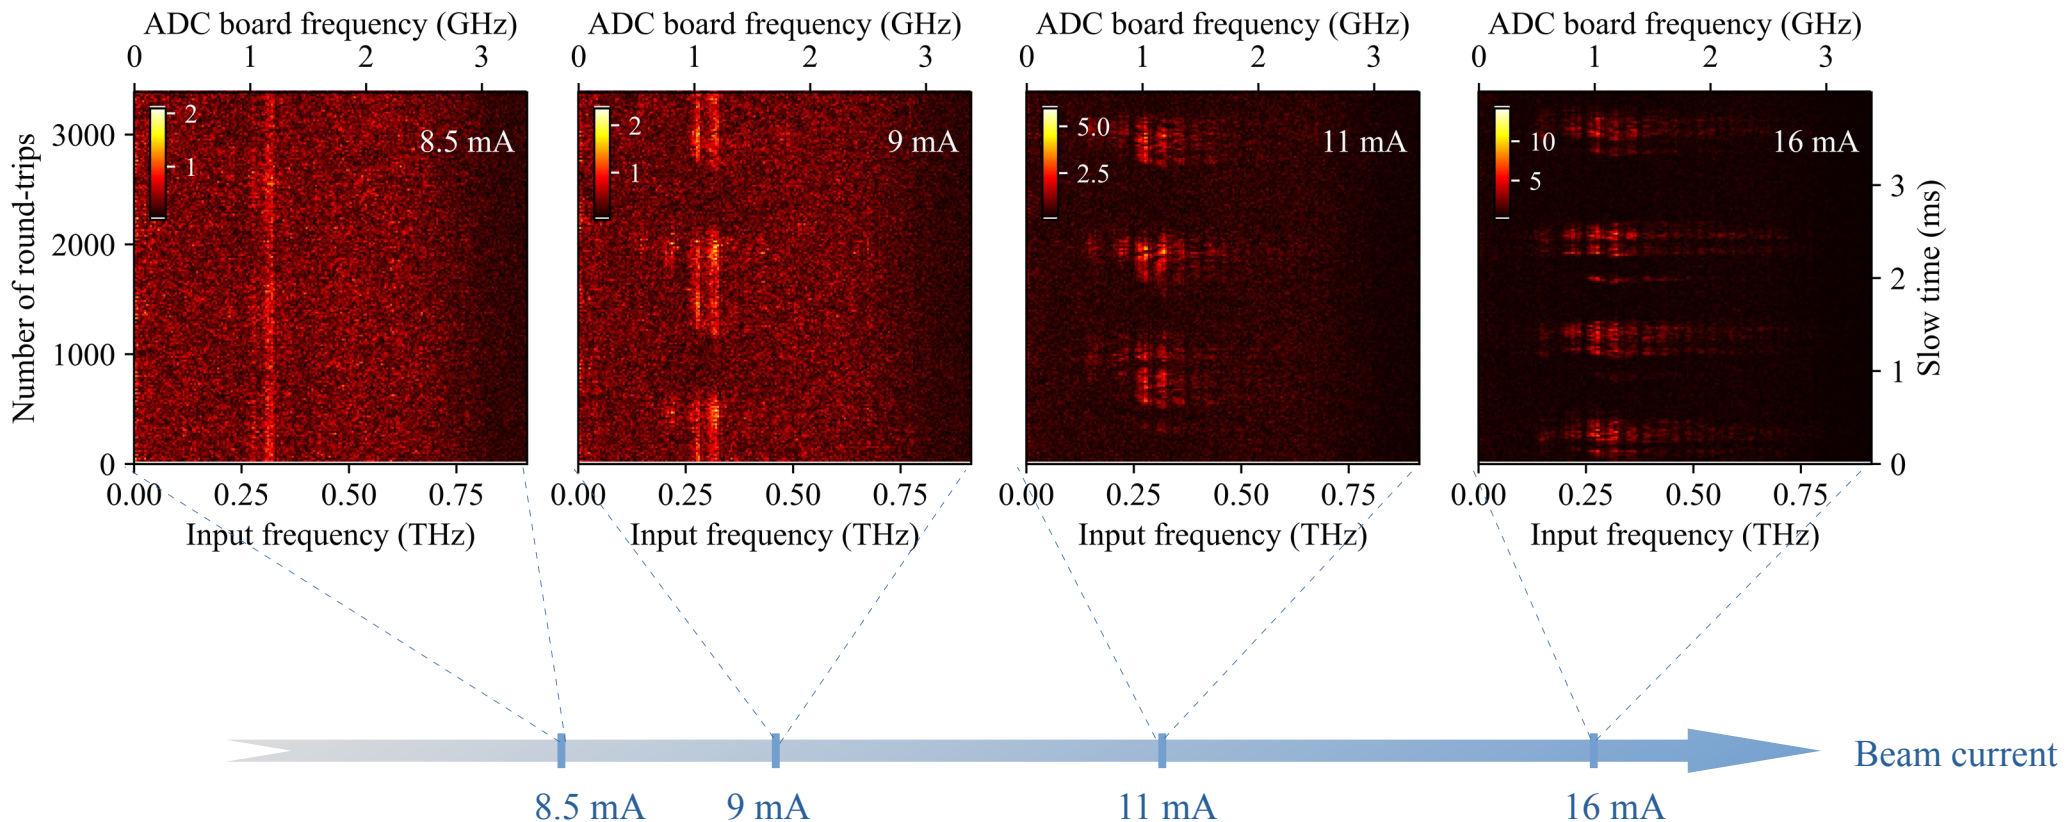 ADC board frequency (GHz) ADC board frequency (GHz) ADC board frequency (GHz) ADC board frequency (GHz)
0 1 2 3 0 1 2 3 0 1 2 3 0 1 2 3
Number of round-trips
3000
2000
1000
0
2
1
8.5 mA
2
1
9 mA
5.0
2.5
11 mA
10
5
16 mA
3
2
1
0
Slow time (ms)
0.00 0.25 0.50 0.75 0.00 0.25 0.50 0.75 0.00 0.25 0.50 0.75 0.00 0.25 0.50 0.75
Input frequency (THz) Input frequency (THz) Input frequency (THz) Input frequency (THz)
Beam current
8.5 mA 9 mA 11 mA 16 mA